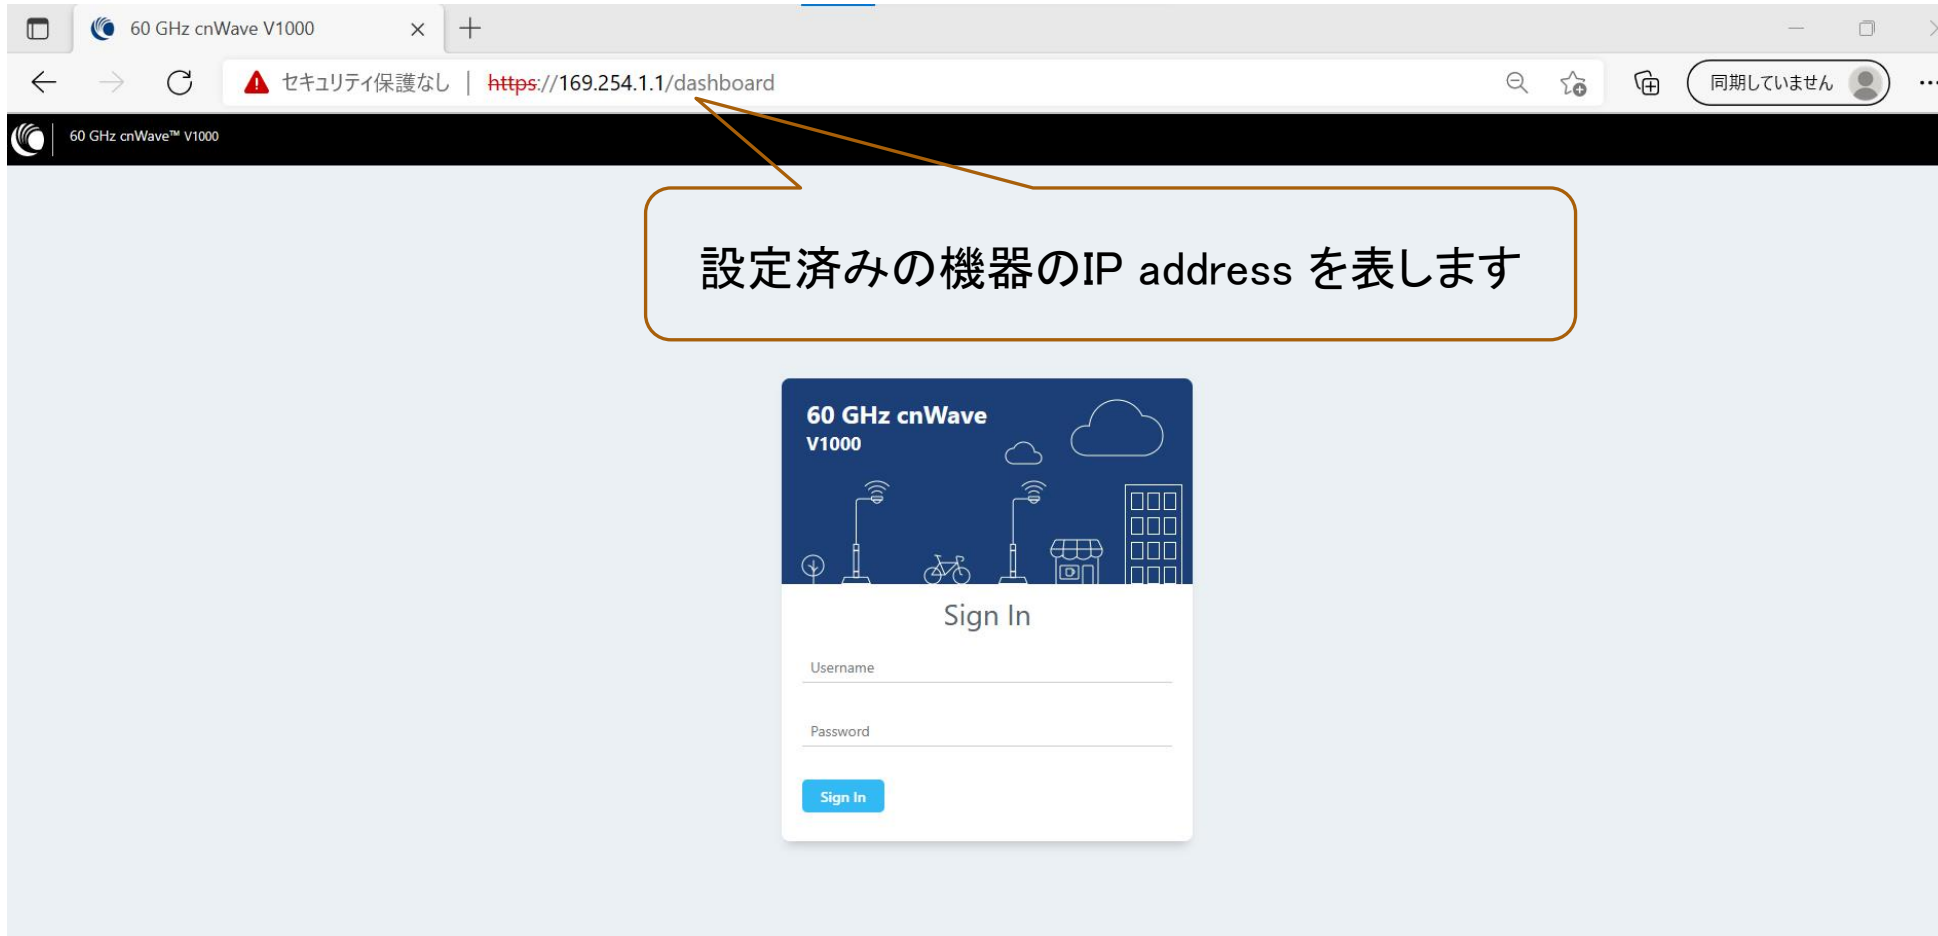 60 GHz cnWave V1000
セキュリティ保護なし | https://169.254.1.1/dashboard
同期していません
60 GHz cnWave™ V1000
設定済みの機器のIP address を表します
60 GHz cnWave
V1000
Sign In
Username
Password
Sign In